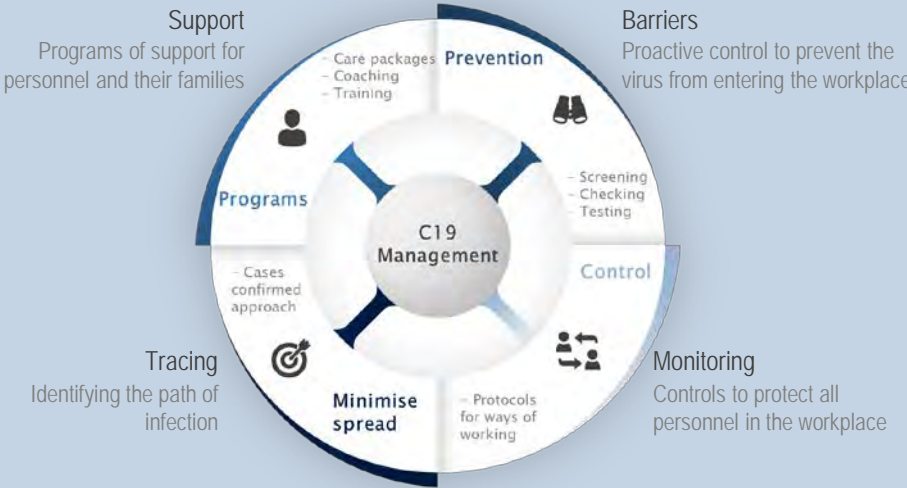 Support
Programs of support for
personnel and their families
- Care packages
- Coaching
- Training
Programs
Prevention
Barriers
Proactive control to prevent the
virus from entering the workplace
- Screening
- Checking
- Testing
C19
Management
Control
- Cases
confirmed
approach
Tracing
Identifying the path of
infection
Minimise
spread
- Protocols
for ways of
working
Monitoring
Controls to protect all
personnel in the workplace